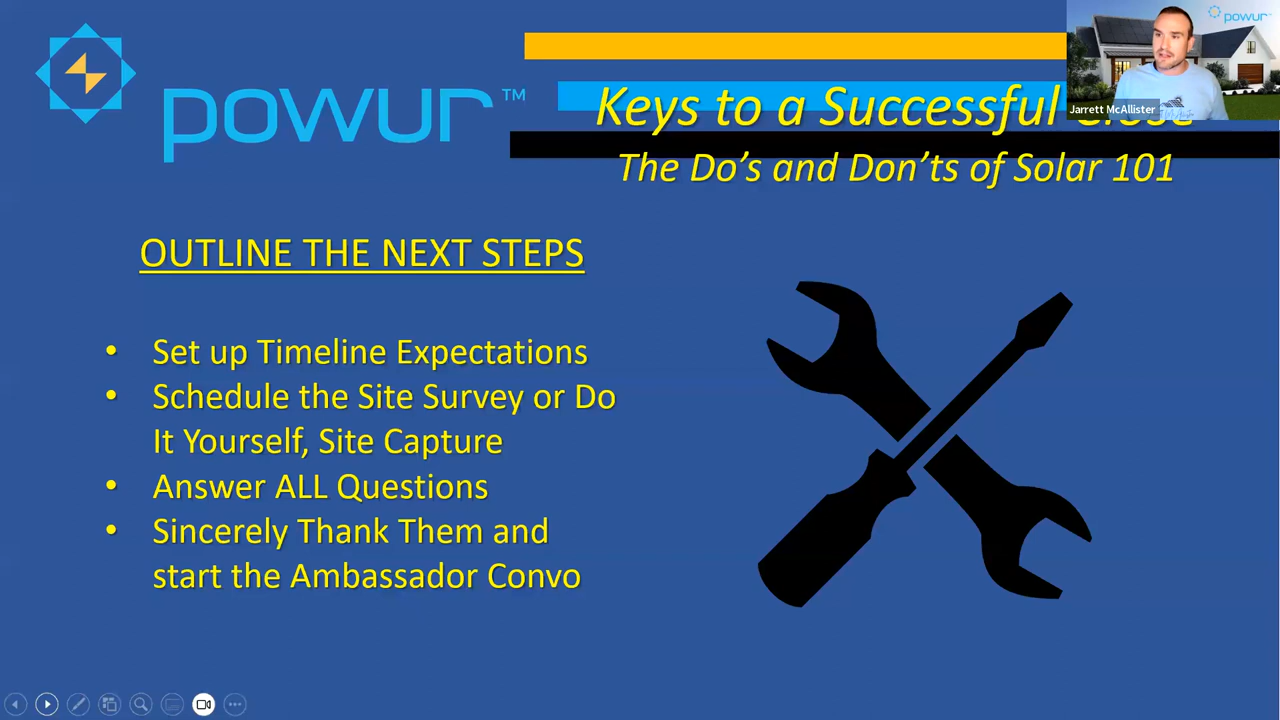 powur
powur™
Keys to a Successful
Jarrett McAllister
The Do's and Don'ts of Solar 101
OUTLINE THE NEXT STEPS
• Set up Timeline Expectations
• Schedule the Site Survey or Do
It Yourself, Site Capture
• Answer ALL Questions
• Sincerely Thank Them and
start the Ambassador Convo